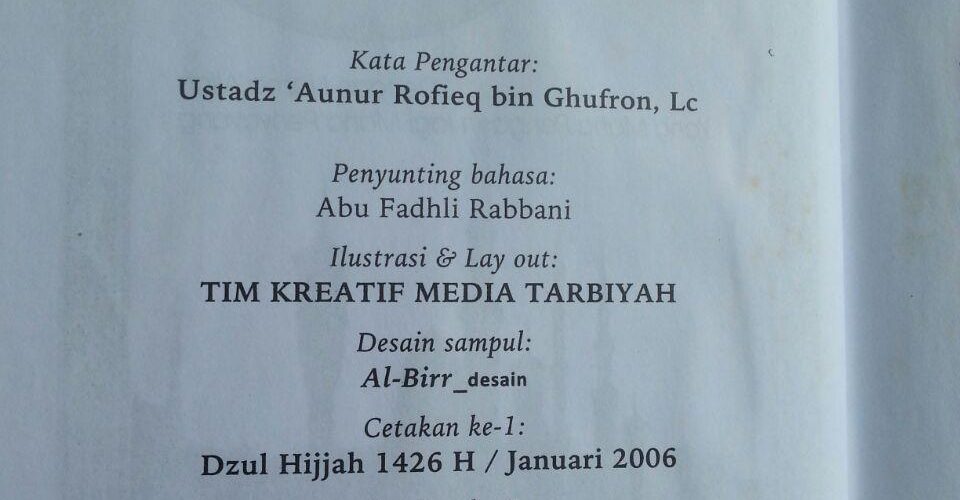 Kata Pengantar:
Ustadz ‘Aunur Rofieq bin Ghufron, Lc
Penyunting bahasa:
Abu Fadhli Rabbani
Ilustrasi & Lay out:
TIM KREATIF MEDIA TARBIYAH
Desain sampul:
Al-Birr_desain
Cetakan ke-1:
Dzul Hijjah 1426 H / Januari 2006